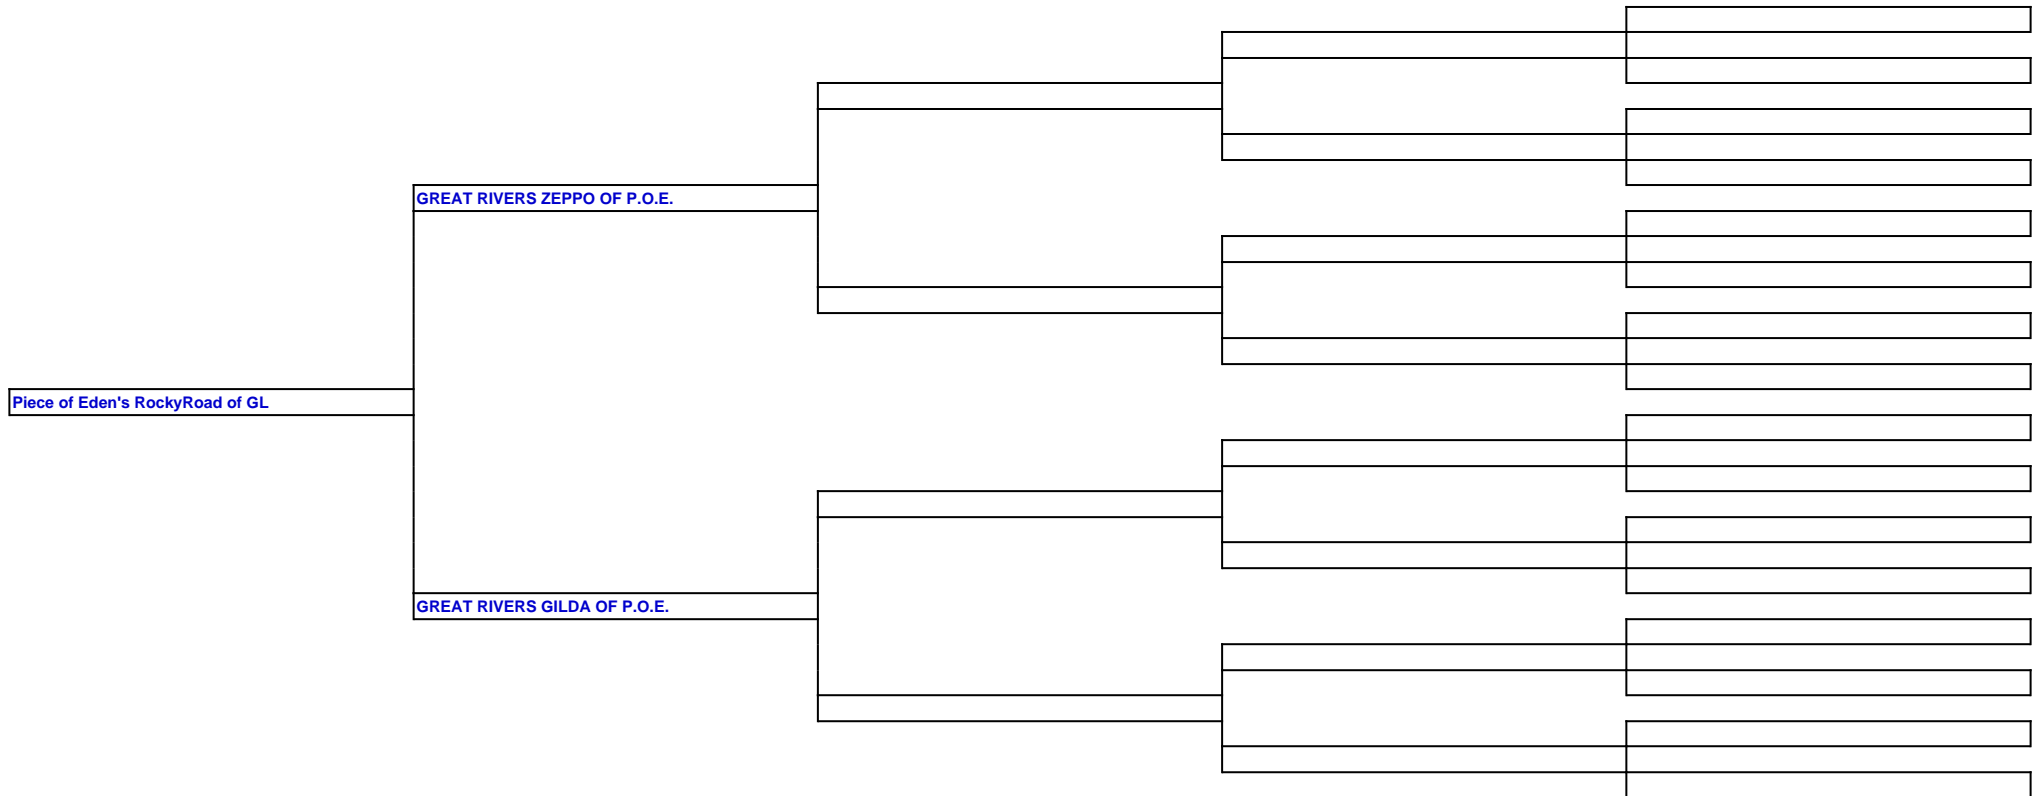 GREAT RIVERS ZEPPO OF P.O.E.
Piece of Eden's RockyRoad of GL
GREAT RIVERS GILDA OF P.O.E.